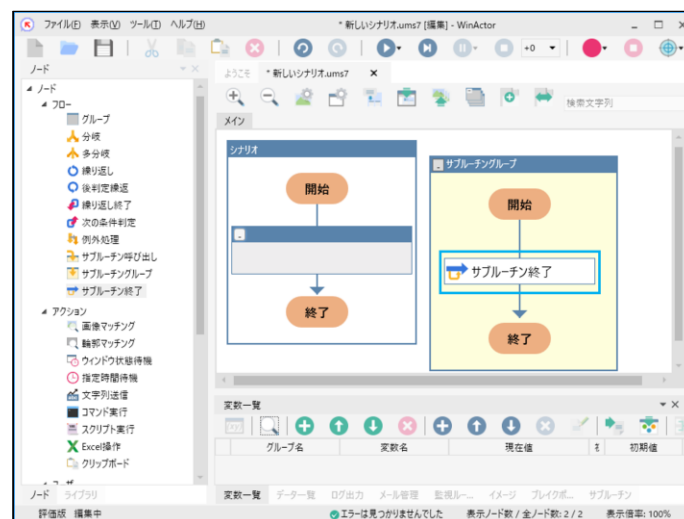 ファイル(F) 表示(V) ツール(T) ヘルプ(H)
* 新しいシナリオ.ums7 [編集] - WinActor
+0
ノード
ようこそ
* 新しいシナリオ.ums7
検索文字列
メイン
ノード
フロー
グループ
分岐
多分岐
繰り返し
後判定繰返
繰り返し終了
次の条件判定
例外処理
サブルーチン呼び出し
サブルーチングループ
サブルーチン終了
アクション
画像マッチング
輪郭マッチング
ウィンドウ状態待機
指定時間待機
文字列送信
コマンド実行
スクリプト実行
Excel操作
クリップボード
ノード ライブラリ
シナリオ
開始
終了
サブルーチングループ
開始
サブルーチン終了
終了
変数一覧
グループ名 変数名 現在値 初期値
変数一覧 データ一覧 ログ出力 メール管理 監視ルー... イメージ ブレイクポ... サブルーチン
評価版 編集中
エラーは見つかりませんでした
表示ノード数 / 全ノード数: 2 / 2
表示倍率: 100%